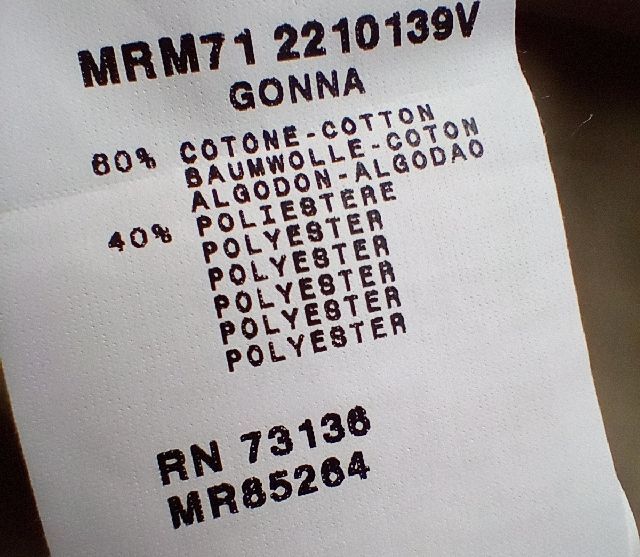 MRM71 2210139V
GONNA
60% COTONE-COTTON
BAUMWOLLE-COTON
ALGODON-ALGODAO
40% POLIESTERE
POLYESTER
POLYESTER
POLYESTER
POLYESTER
POLYESTER
RN 73136
MR85264